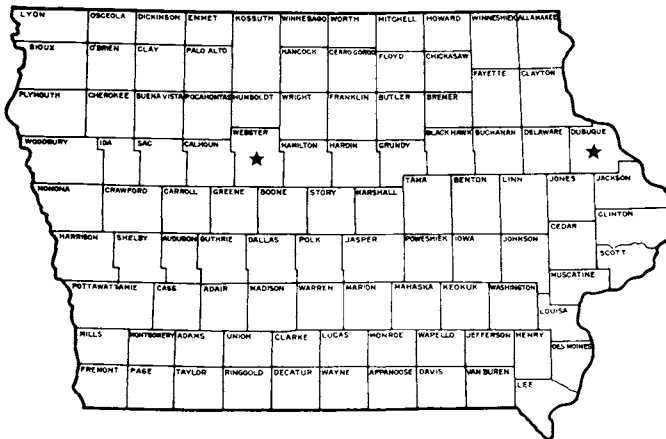 LYON OSCEOLA DICKINSON EMMET KOSSUTH WINNEBAGO WORTH MITCHELL HOWARD WINNESHIEK ALLAMAKEE
SIOUX O'BRIEN CLAY PALO ALTO HANCOCK CERRO GORDO FLOYD CHICKASAW
FAYETTE CLAYTON
PLYMOUTH CHEROKEE BUENA VISTA POCAHONTAS HUMBOLDT WRIGHT FRANKLIN BUTLER BREMER
WOODBURY IDA SAC CALHOUN WEBSTER HAMILTON HARDIN GRUNDY BLACK HAWK BUCHANAN DELAWARE DUBUQUE
MONONA CRAWFORD CARROLL GREENE BOONE STORY MARSHALL TAMA BENTON LINN JONES JACKSON
CLINTON
HARRISON SHELBY AUDUBON GUTHRIE DALLAS POLK JASPER POWESHIEK IOWA JOHNSON CEDAR
SCOTT
MUSCATINE
POTTAWATTAMIE CASS ADAIR MADISON WARREN MARION MAHASKA KEOKUK WASHINGTON
LOUISA
MILLS MONTGOMERY ADAMS UNION CLARKE LUCAS MONROE WAPELLO JEFFERSON HENRY
DES MOINES
FREMONT PAGE TAYLOR RINGGOLD DECATUR WAYNE APPANOOSE DAVIS VAN BUREN
LEE